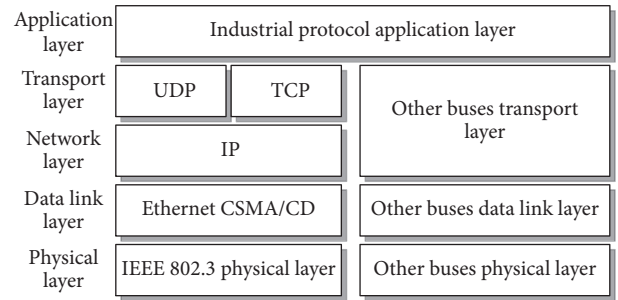 Application
layer
Industrial protocol application layer
Transport
layer
UDP
TCP
Other buses transport
layer
Network
layer
IP
Data link
layer
Ethernet CSMA/CD
Other buses data link layer
Physical
layer
IEEE 802.3 physical layer
Other buses physical layer